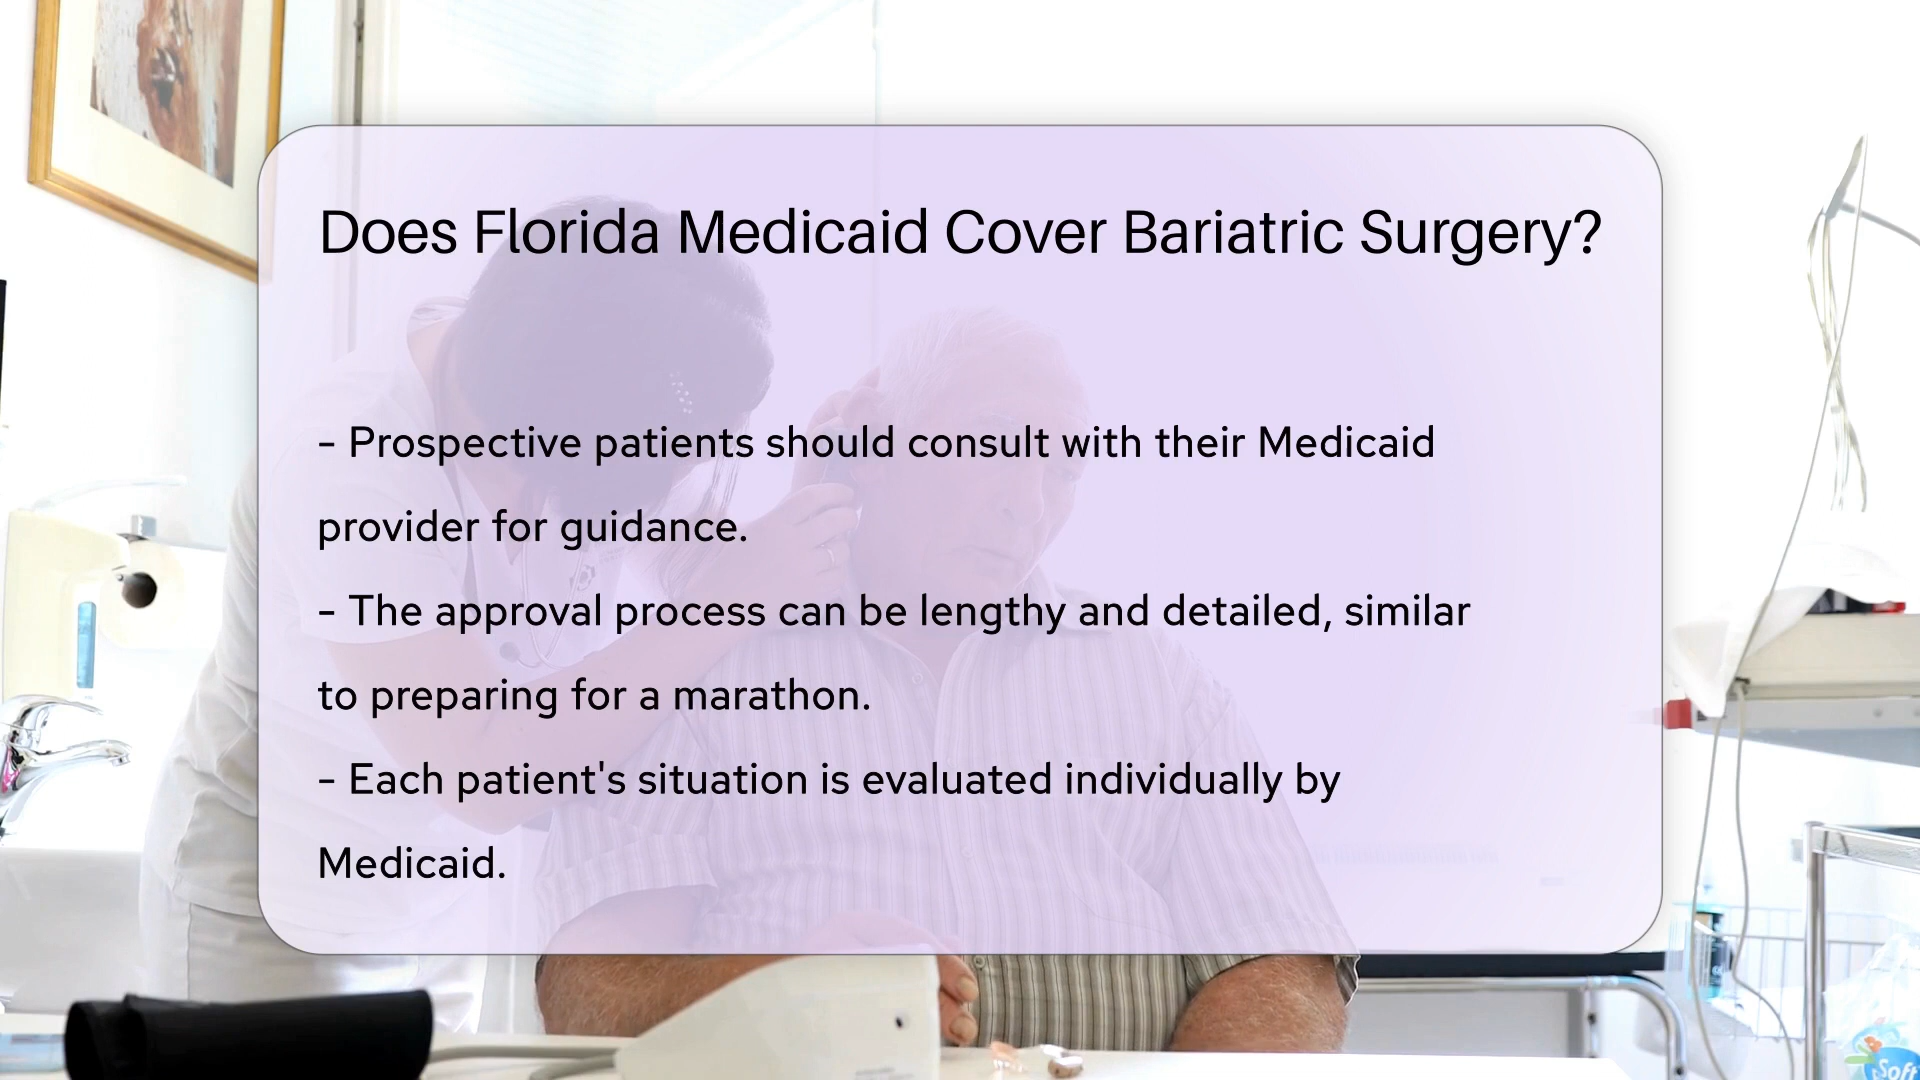 Does Florida Medicaid Cover Bariatric Surgery?
- Prospective patients should consult with their Medicaid
provider for guidance.
- The approval process can be lengthy and detailed, similar
to preparing for a marathon.
- Each patient's situation is evaluated individually by
Medicaid.
Soft